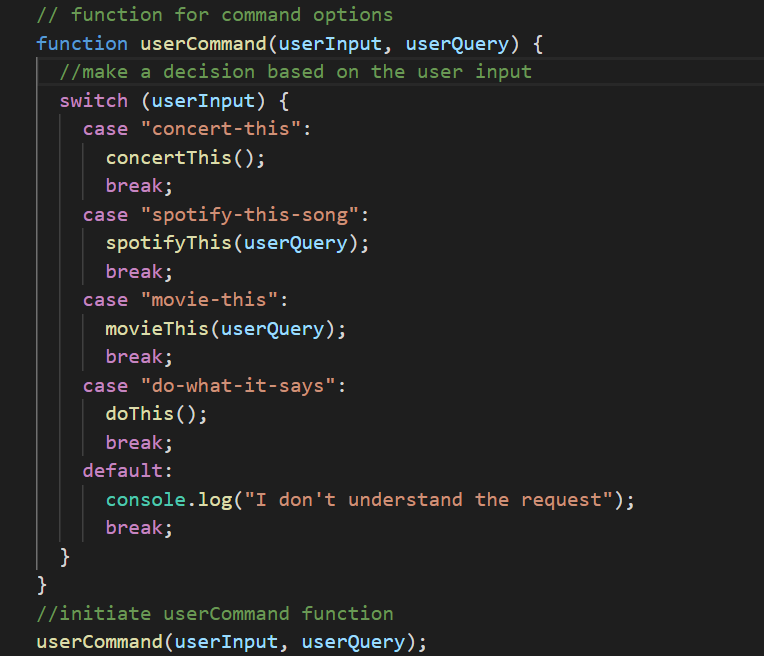 // function for command options
function userCommand(userInput, userQuery) {
//make a decision based on the user input
switch (userInput) {
case "concert-this":
concertThis();
break;
case "spotify-this-song":
spotifyThis(userQuery);
break;
case "movie-this":
movieThis(userQuery);
break;
case "do-what-it-says":
doThis();
break;
default:
console.log("I don't understand the request");
break;
}
}
//initiate userCommand function
userCommand(userInput, userQuery);